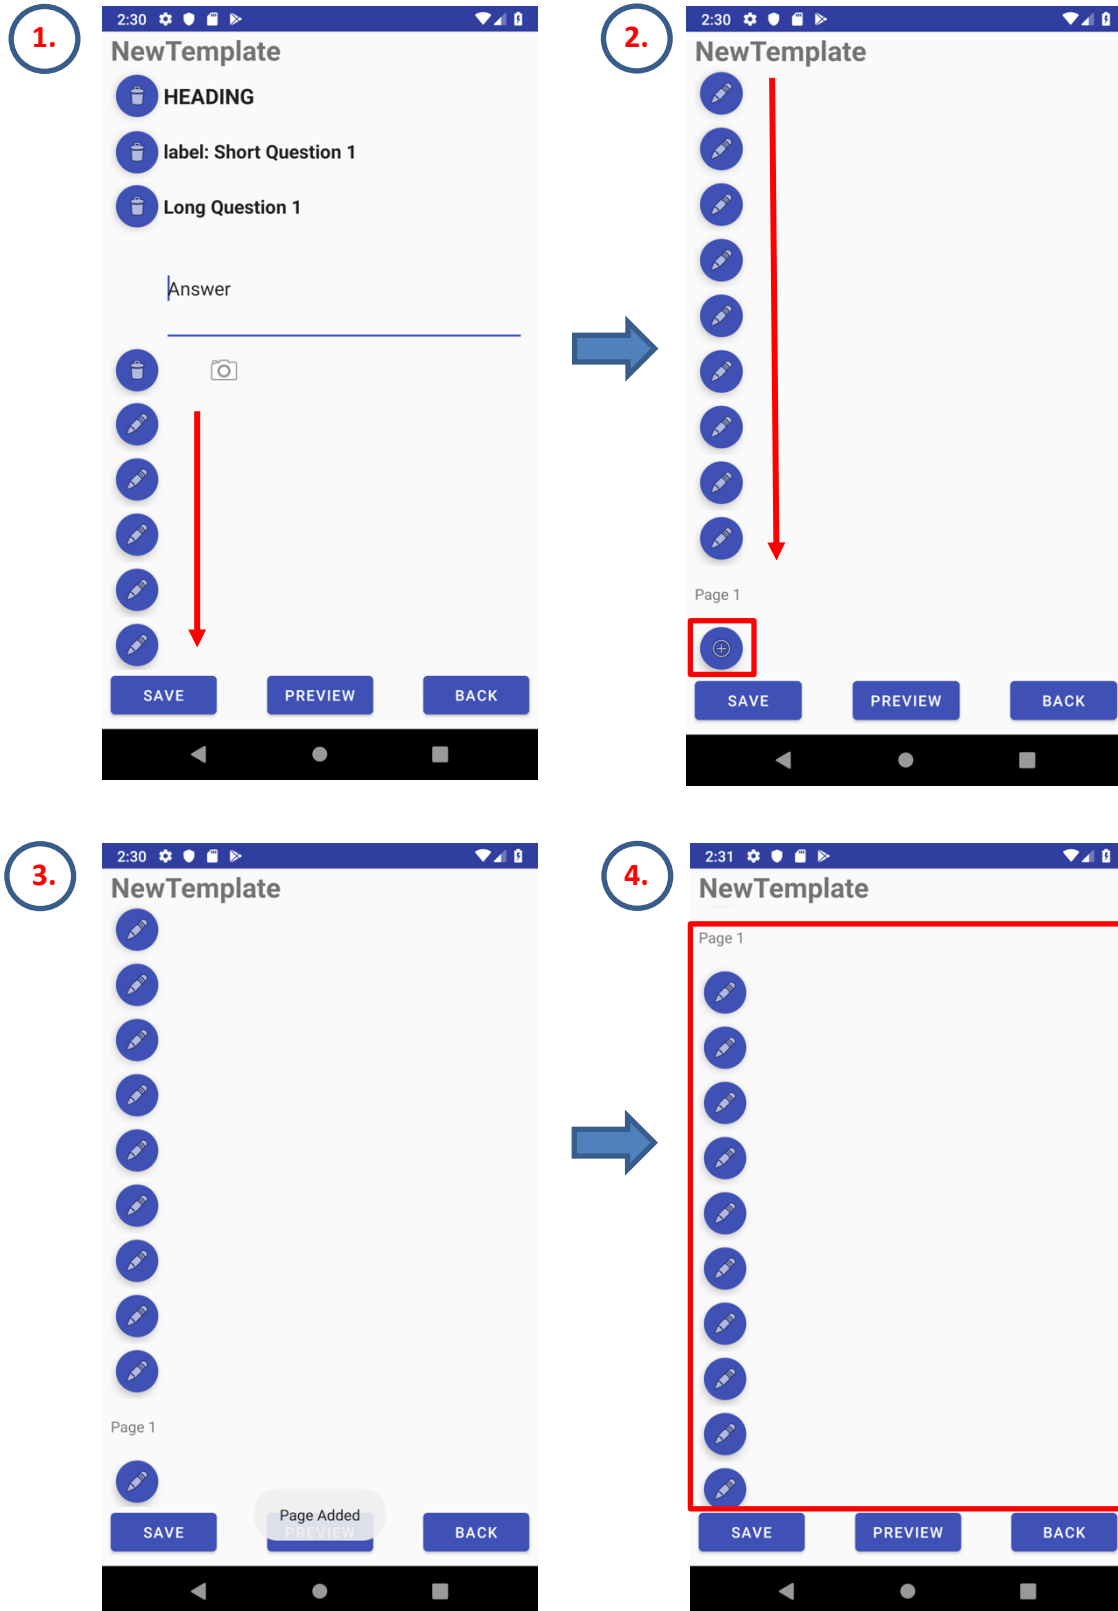 1.
2:30
NewTemplate
HEADING
label: Short Question 1
Long Question 1
Answer
SAVE PREVIEW BACK
2.
2:30
NewTemplate
Page 1
SAVE PREVIEW BACK
3.
2:30
NewTemplate
Page 1
Page Added
SAVE PREVIEW BACK
4.
2:31
NewTemplate
Page 1
SAVE PREVIEW BACK